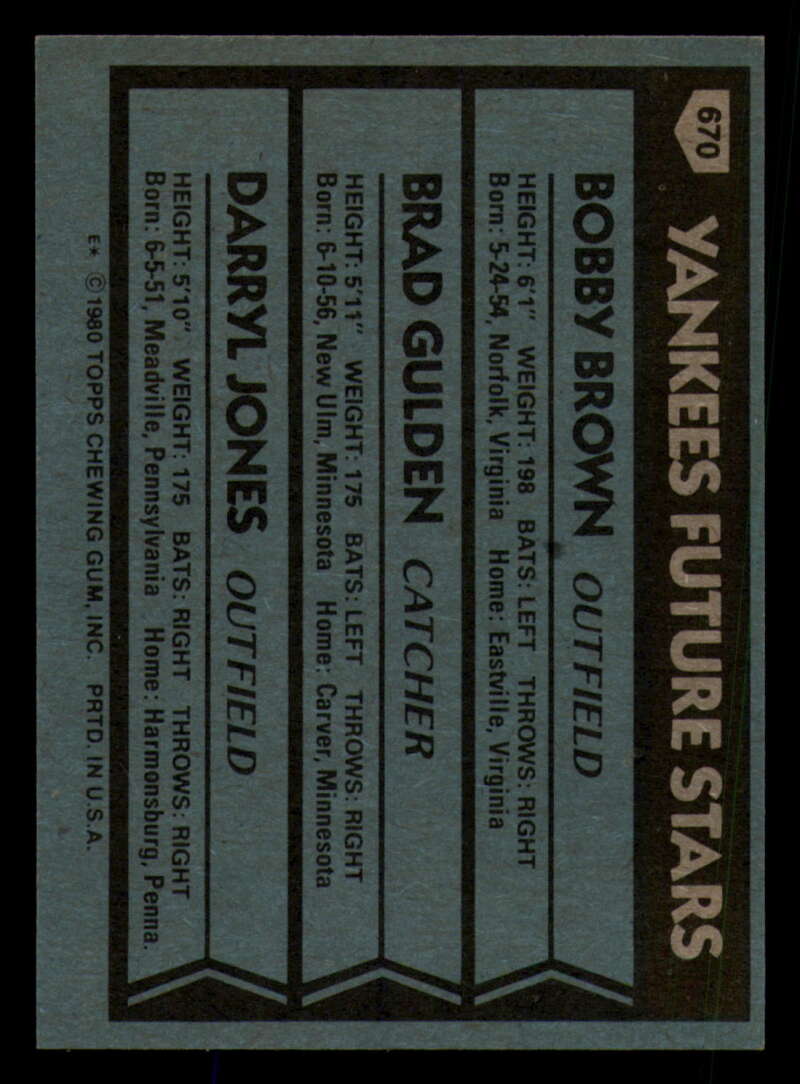 670
YANKEES FUTURE STARS
BOBBY BROWN OUTFIELD
HEIGHT: 6'1" WEIGHT: 198 BATS: LEFT THROWS: RIGHT
Born: 5-24-54, Norfolk, Virginia Home: Eastville, Virginia
BRAD GULDEN CATCHER
HEIGHT: 5'11" WEIGHT: 175 BATS: LEFT THROWS: RIGHT
Born: 6-10-56, New Ulm, Minnesota Home: Carver, Minnesota
DARRYL JONES OUTFIELD
HEIGHT: 5'10" WEIGHT: 175 BATS: RIGHT THROWS: RIGHT
Born: 6-5-51, Meadville, Pennsylvania Home: Harmonsburg, Penna.
E* ©1980 TOPPS CHEWING GUM, INC. PRTD. IN U.S.A.